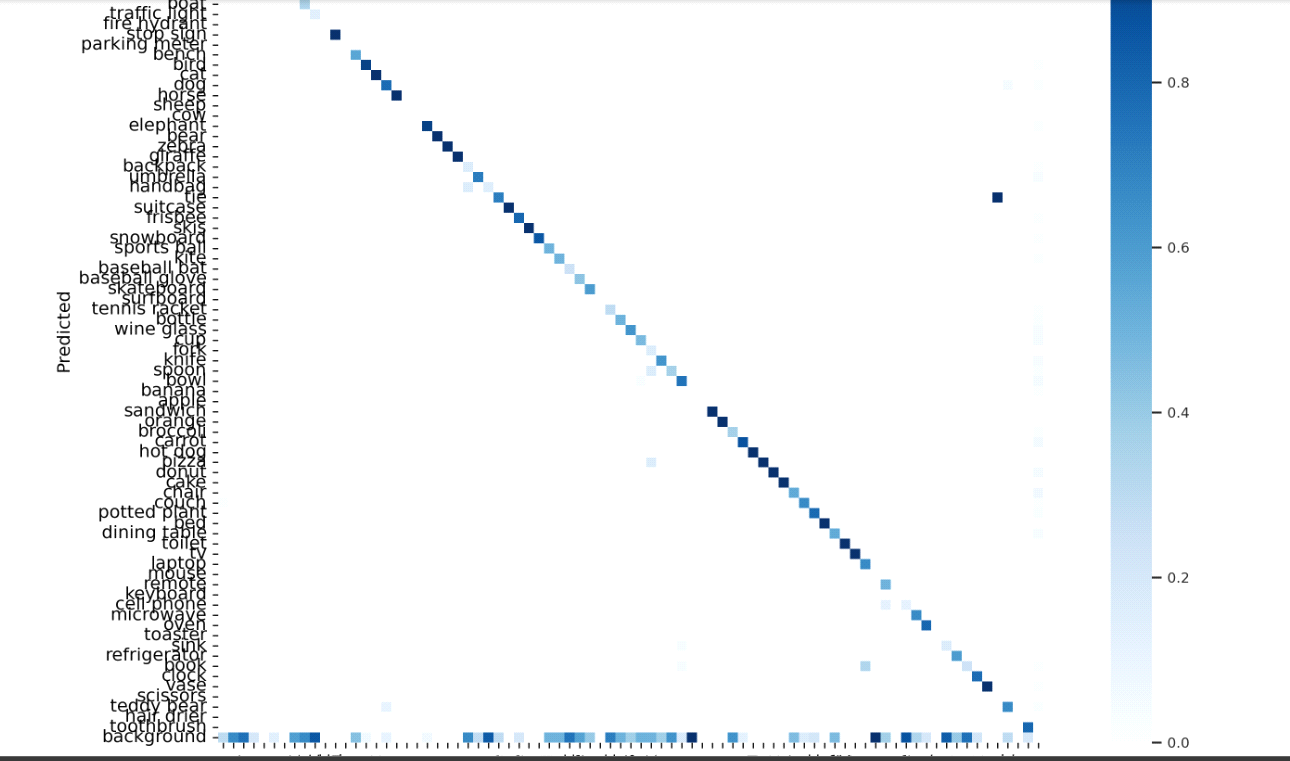 boat
traffic light
fire hydrant
stop sign
parking meter
bench
bird
cat
dog
horse
sheep
cow
elephant
bear
zebra
giraffe
backpack
umbrella
handbag
tie
suitcase
frisbee
skis
snowboard
sports ball
kite
baseball bat
baseball glove
skateboard
surfboard
tennis racket
bottle
wine glass
cup
fork
knife
spoon
bowl
banana
apple
sandwich
orange
broccoli
carrot
hot dog
pizza
donut
cake
chair
couch
potted plant
bed
dining table
toilet
tv
laptop
mouse
remote
keyboard
cell phone
microwave
oven
toaster
sink
refrigerator
book
clock
vase
scissors
teddy bear
hair drier
toothbrush
background
Predicted
0.8
0.6
0.4
0.2
0.0